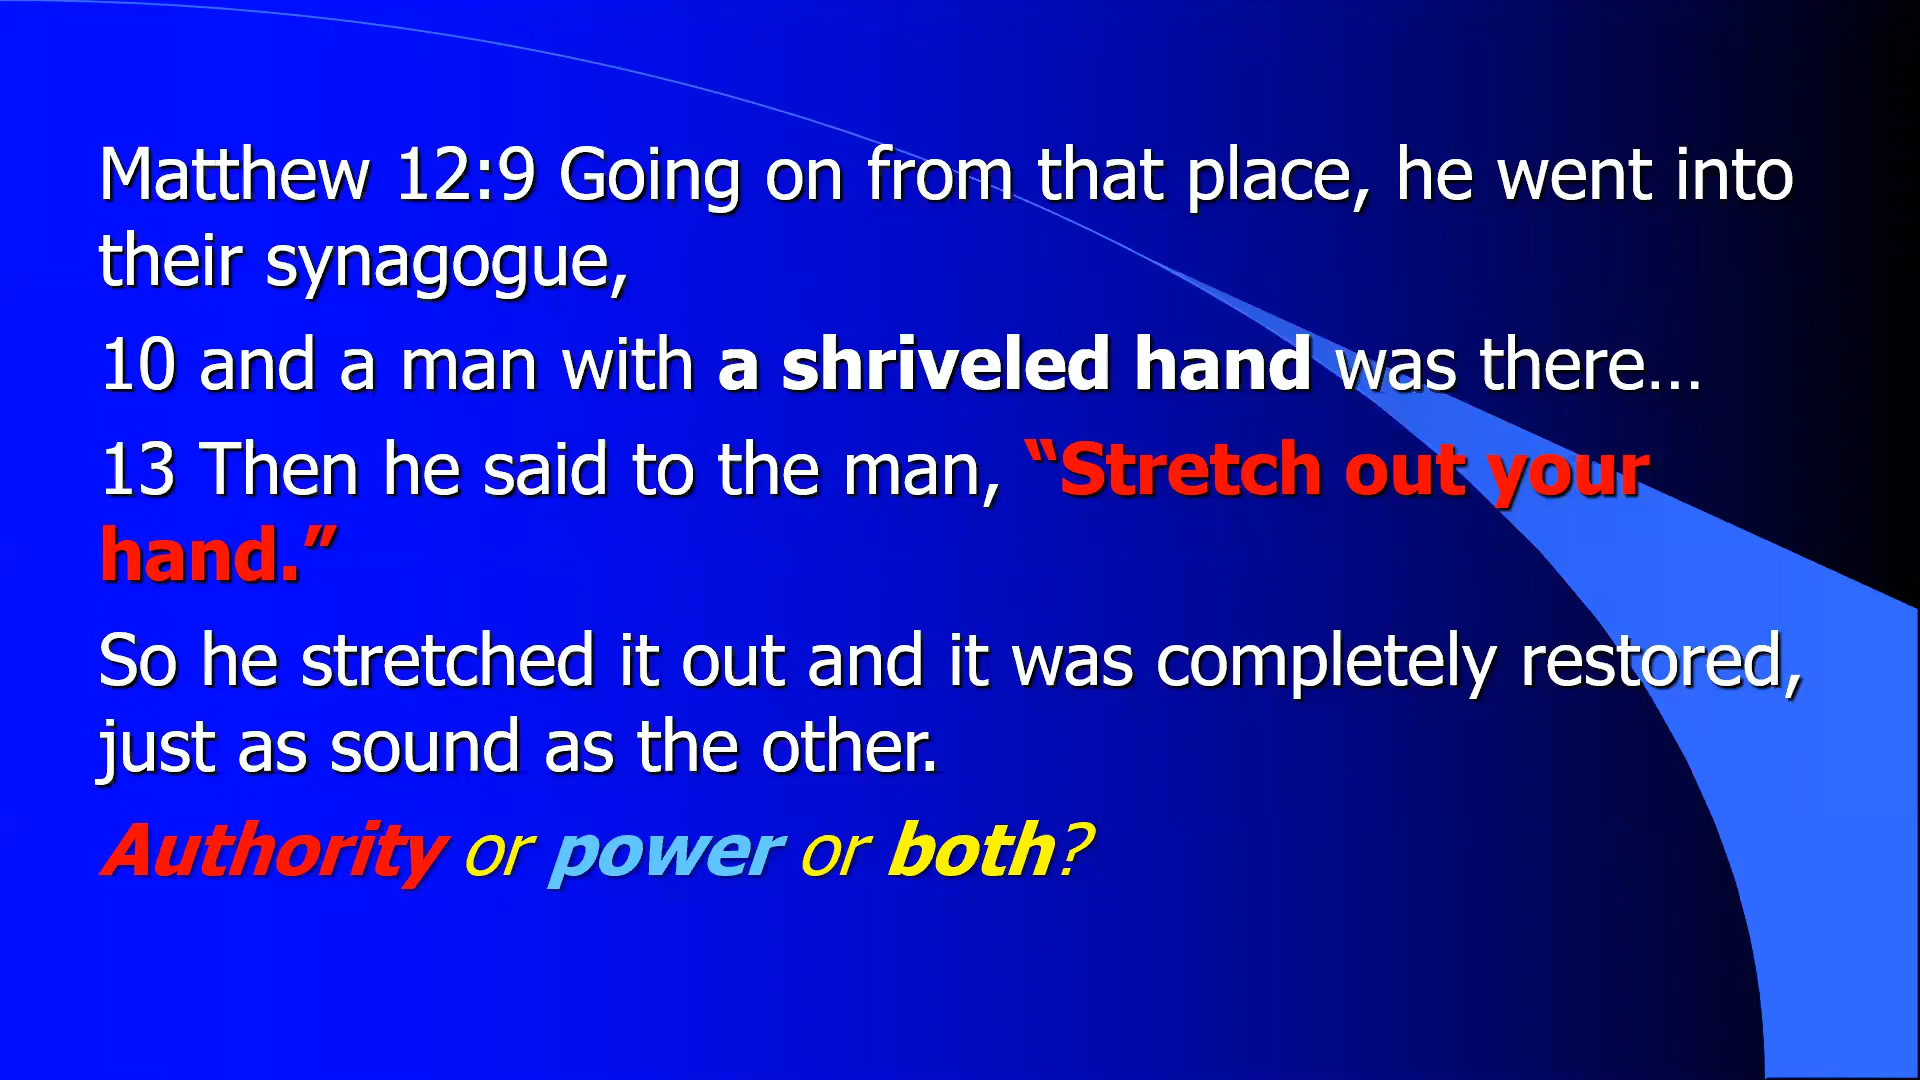 Matthew 12:9 Going on from that place, he went into
their synagogue,
10 and a man with a shriveled hand was there…
13 Then he said to the man, “Stretch out your
hand.”
So he stretched it out and it was completely restored,
just as sound as the other.
Authority or power or both?